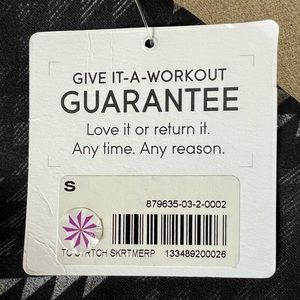 GIVE IT-A-WORKOUT
GUARANTEE
Love it or return it.
Any time. Any reason.
S
879635-03-2-0002
TC STRTCH SKRTMERP 133489200026